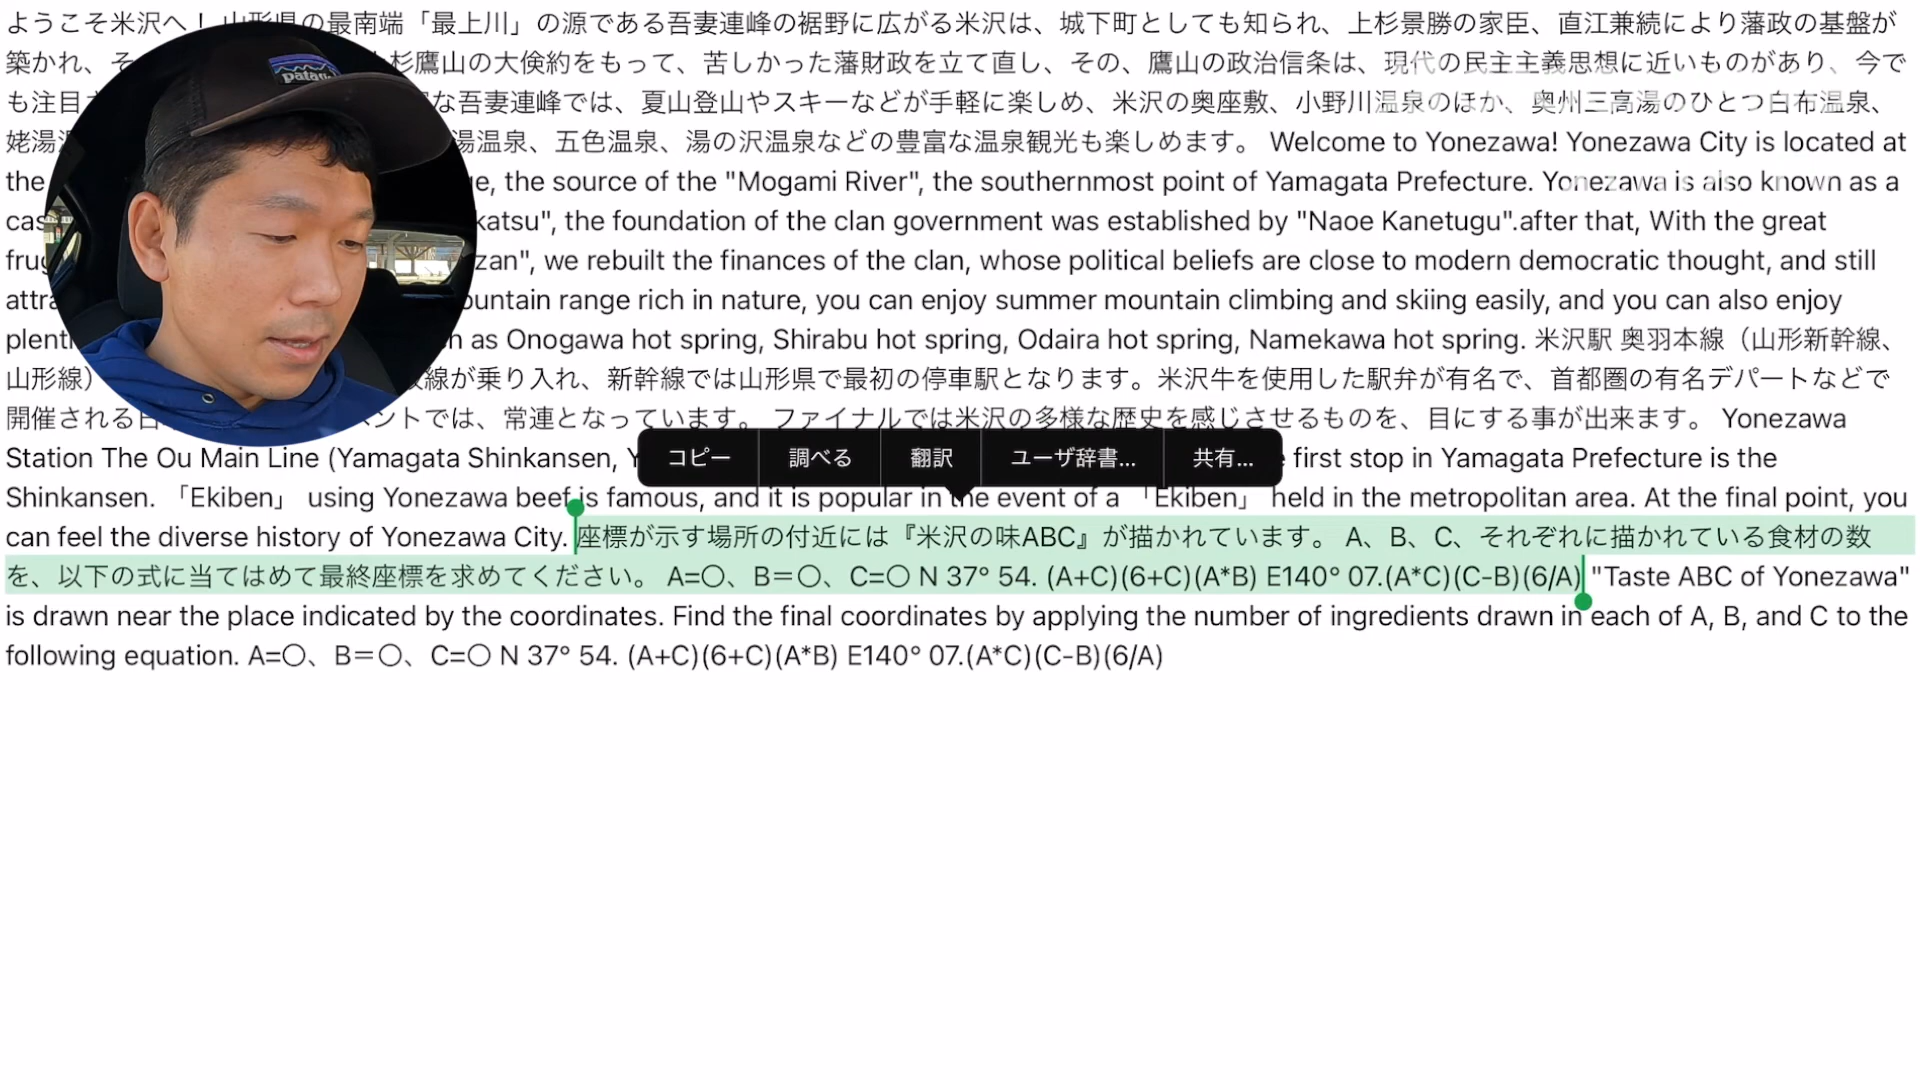 ようこそ米沢へ！ 山形県の最南端「最上川」の源である吾妻連峰の裾野に広がる米沢は、城下町としても知られ、上杉景勝の家臣、直江兼続により藩政の基盤が
築かれ、そ 杉鷹山の大倹約をもって、苦しかった藩財政を立て直し、その、鷹山の政治信条は、現代の民主主義思想に近いものがあり、今で
も注目 な吾妻連峰では、夏山登山やスキーなどが手軽に楽しめ、米沢の奥座敷、小野川温泉のほか、奥州三高湯のひとつ白布温泉、
姥湯 湯温泉、五色温泉、湯の沢温泉などの豊富な温泉観光も楽しめます。 Welcome to Yonezawa! Yonezawa City is located at
the e, the source of the "Mogami River", the southernmost point of Yamagata Prefecture. Yonezawa is also known as a
cas katsu", the foundation of the clan government was established by "Naoe Kanetugu".after that, With the great
frug zan", we rebuilt the finances of the clan, whose political beliefs are close to modern democratic thought, and still
attra ountain range rich in nature, you can enjoy summer mountain climbing and skiing easily, and you can also enjoy
plenti h as Onogawa hot spring, Shirabu hot spring, Odaira hot spring, Namekawa hot spring. 米沢駅 奥羽本線（山形新幹線、
山形線） 線が乗り入れ、新幹線では山形県で最初の停車駅となります。米沢牛を使用した駅弁が有名で、首都圏の有名デパートなどで
開催される ベントでは、常連となっています。 ファイナルでは米沢の多様な歴史を感じさせるものを、目にする事が出来ます。 Yonezawa
Station The Ou Main Line (Yamagata Shinkansen, Y first stop in Yamagata Prefecture is the
コピー 調べる 翻訳 ユーザ辞書... 共有...
Shinkansen. 「Ekiben」 using Yonezawa beef is famous, and it is popular in the event of a 「Ekiben」 held in the metropolitan area. At the final point, you
can feel the diverse history of Yonezawa City. 座標が示す場所の付近には『米沢の味ABC』が描かれています。 A、B、C、それぞれに描かれている食材の数
を、以下の式に当てはめて最終座標を求めてください。 A=〇、B＝〇、C=〇 N 37° 54. (A+C)(6+C)(A*B) E140° 07.(A*C)(C-B)(6/A) "Taste ABC of Yonezawa"
is drawn near the place indicated by the coordinates. Find the final coordinates by applying the number of ingredients drawn in each of A, B, and C to the
following equation. A=〇、B＝〇、C=〇 N 37° 54. (A+C)(6+C)(A*B) E140° 07.(A*C)(C-B)(6/A)
patag